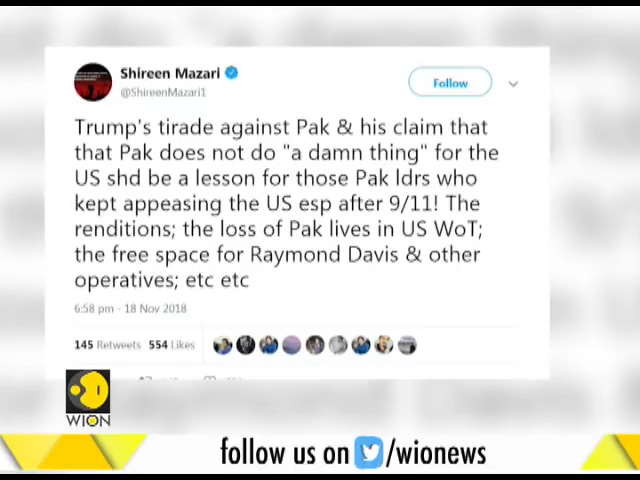 Shireen Mazari
@ShireenMazari1
Follow
Trump's tirade against Pak & his claim that
that Pak does not do "a damn thing" for the
US shd be a lesson for those Pak ldrs who
kept appeasing the US esp after 9/11! The
renditions; the loss of Pak lives in US WoT;
the free space for Raymond Davis & other
operatives; etc etc
6:58 pm - 18 Nov 2018
145 Retweets 554 Likes
WION
follow us on /wionews